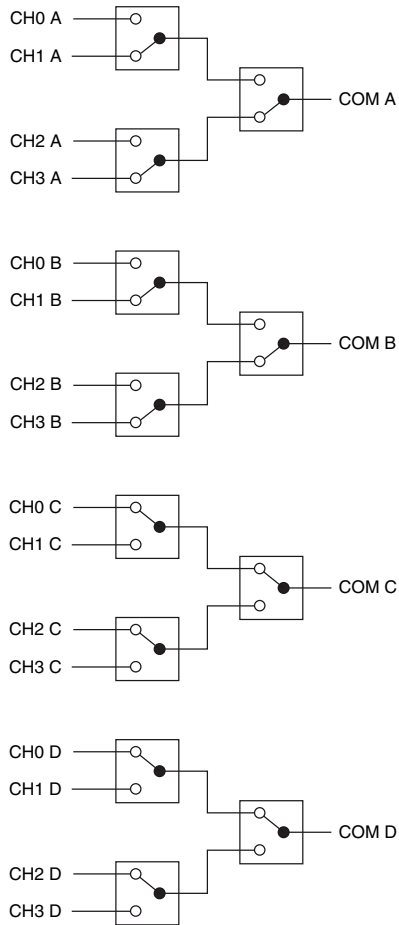 CH0 A
CH1 A
COM A
CH2 A
CH3 A
CH0 B
CH1 B
COM B
CH2 B
CH3 B
CH0 C
CH1 C
COM C
CH2 C
CH3 C
CH0 D
CH1 D
COM D
CH2 D
CH3 D